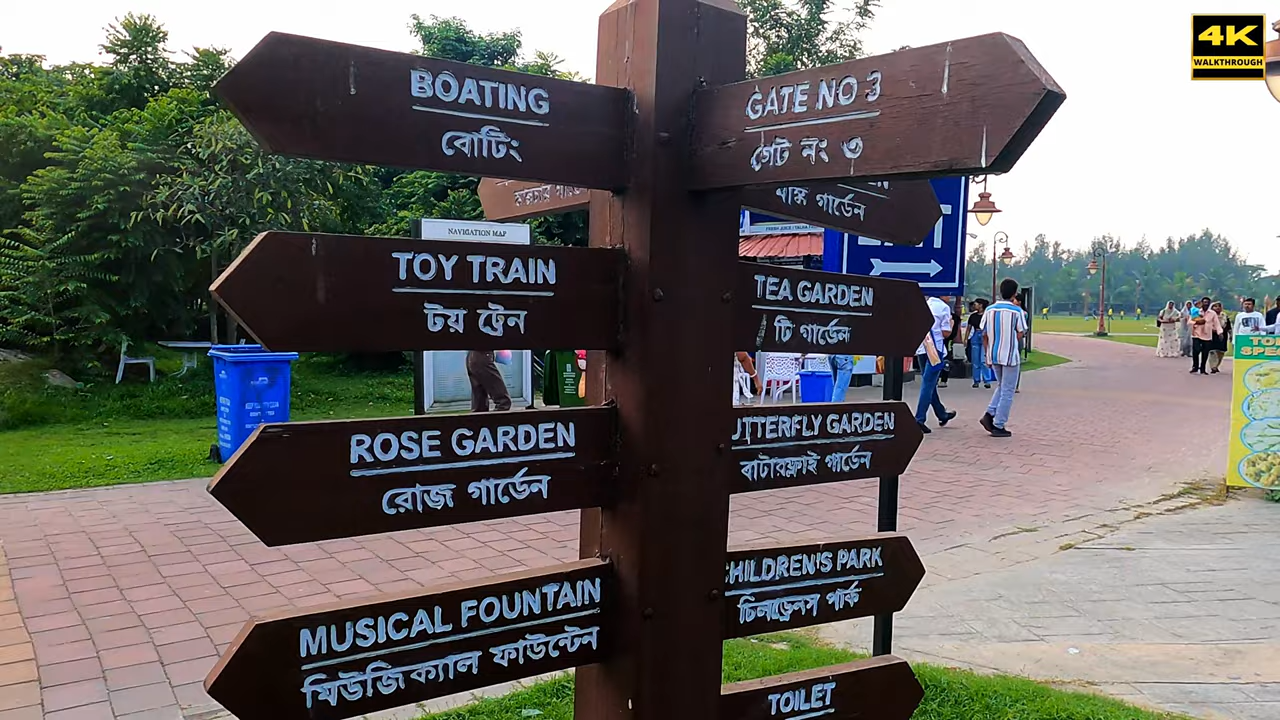 4K
WALKTHROUGH
BOATING
বোটিং
GATE NO 3
গেট নং ৩
গার্ডেন
NAVIGATION MAP
TOY TRAIN
টয় ট্রেন
TEA GARDEN
টি গার্ডেন
ROSE GARDEN
রোজ গার্ডেন
UTTERFLY GARDEN
বাটারফ্লাই গার্ডেন
MUSICAL FOUNTAIN
মিউজিক্যাল ফাউন্টেন
CHILDREN'S PARK
চিলড্রেনস পার্ক
TOILET